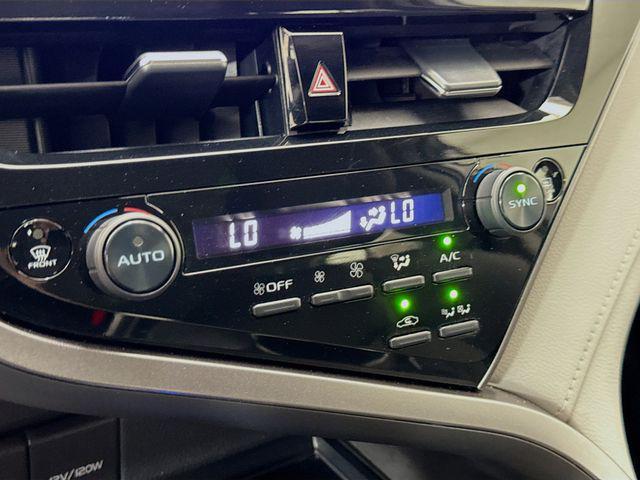 LO
LO
FRONT
AUTO
SYNC
OFF
A/C
12V/120W